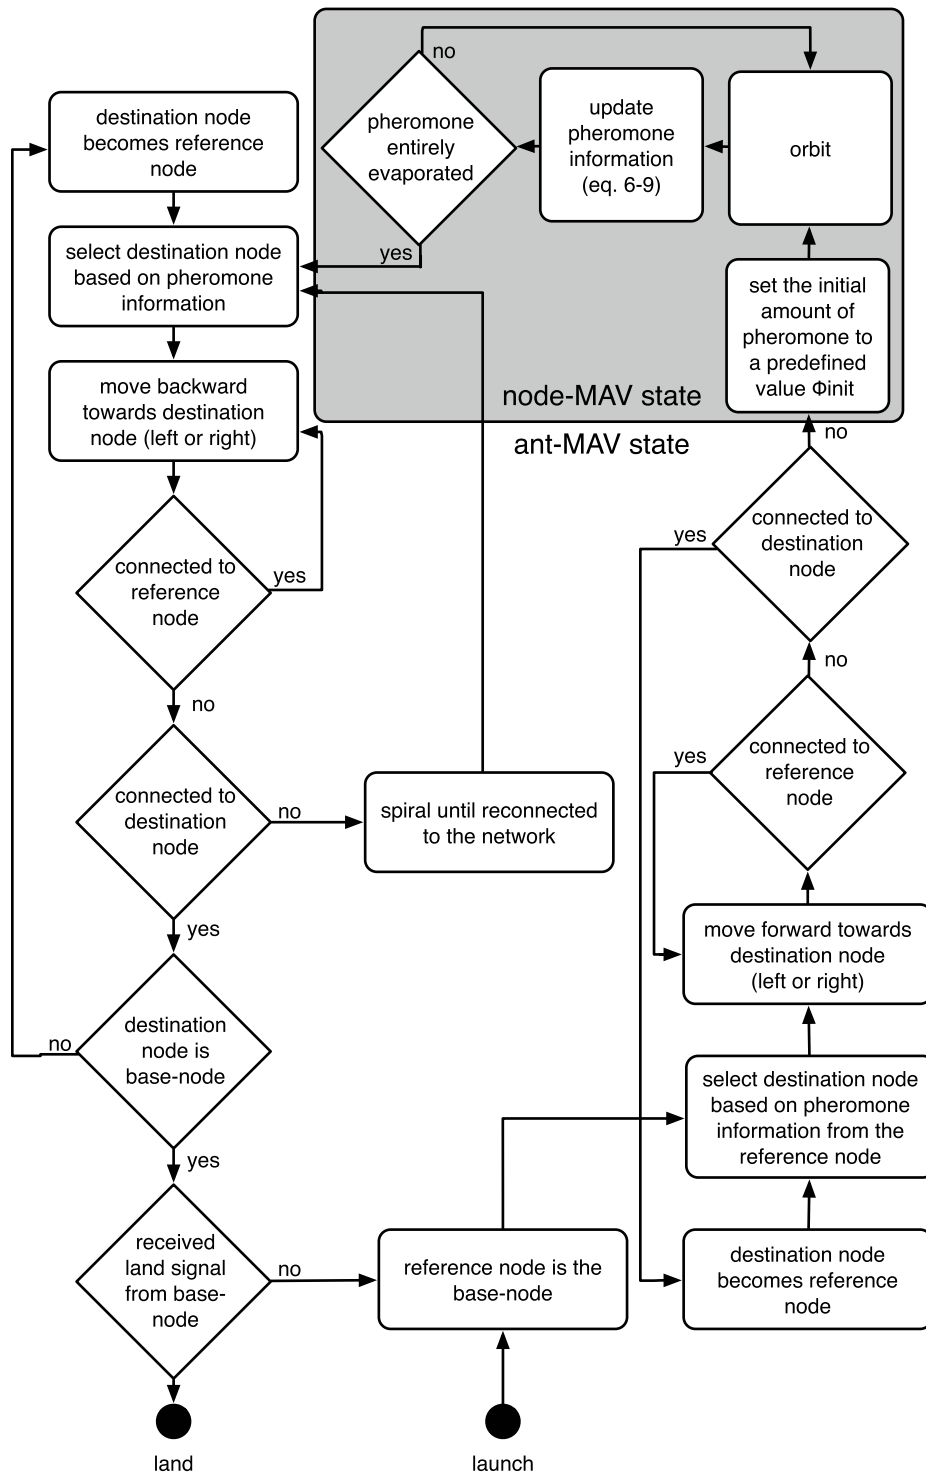 no
destination node
becomes reference
node
pheromone
entirely
evaporated
update
pheromone
information
(eq. 6-9)
orbit
yes
select destination node
based on pheromone
information
set the initial
amount of
pheromone to
a predefined
value Φinit
move backward
towards destination
node (left or right)
node-MAV state
ant-MAV state
no
connected to
reference
node
yes
yes
connected to
destination
node
no
no
connected to
destination
node
no
spiral until reconnected
to the network
yes
connected to
reference
node
yes
move forward towards
destination node
(left or right)
destination
node is
base-node
no
select destination node
based on pheromone
information from the
reference node
yes
received
land signal
from base-
node
no
reference node is the
base-node
destination node
becomes reference
node
land
launch